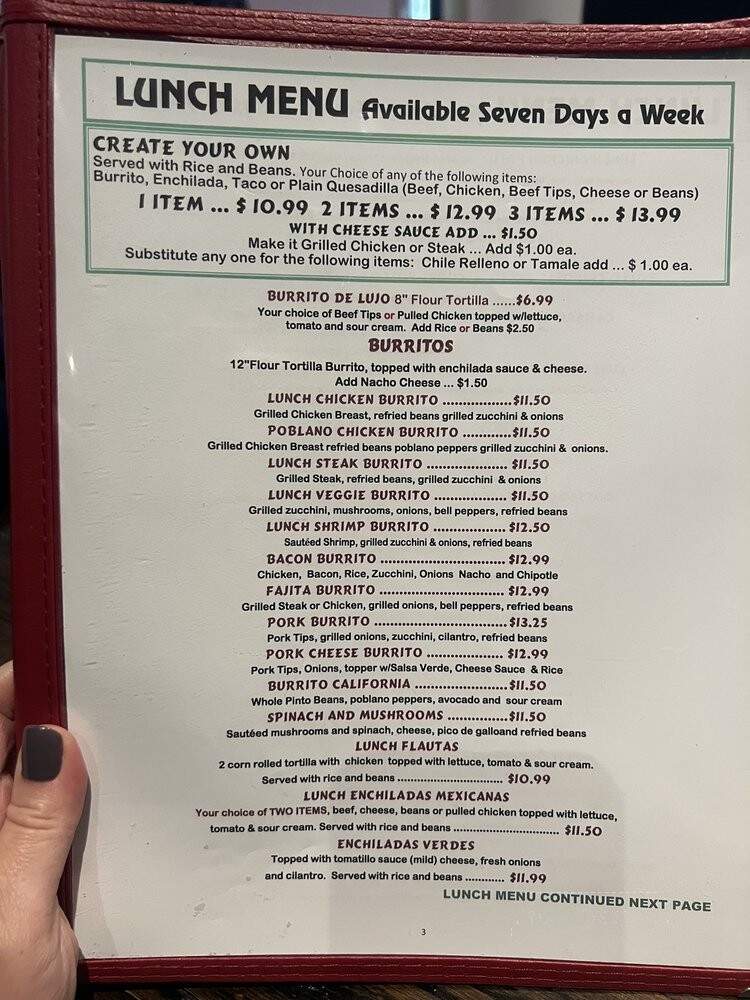 LUNCH MENU Available Seven Days a Week
CREATE YOUR OWN
Served with Rice and Beans. Your Choice of any of the following items:
Burrito, Enchilada, Taco or Plain Quesadilla (Beef, Chicken, Beef Tips, Cheese or Beans)
1 ITEM ... $ 10.99 2 ITEMS ... $ 12.99 3 ITEMS ... $ 13.99
WITH CHEESE SAUCE ADD ... $1.50
Make it Grilled Chicken or Steak ... Add $1.00 ea.
Substitute any one for the following items: Chile Relleno or Tamale add ... $ 1.00 ea.
BURRITO DE LUJO 8" Flour Tortilla ......$6.99
Your choice of Beef Tips or Pulled Chicken topped w/lettuce,
tomato and sour cream. Add Rice or Beans $2.50
BURRITOS
12"Flour Tortilla Burrito, topped with enchilada sauce & cheese.
Add Nacho Cheese ... $1.50
LUNCH CHICKEN BURRITO .................$11.50
Grilled Chicken Breast, refried beans grilled zucchini & onions
POBLANO CHICKEN BURRITO ............$11.50
Grilled Chicken Breast refried beans poblano peppers grilled zucchini & onions.
LUNCH STEAK BURRITO .................... $11.50
Grilled Steak, refried beans, grilled zucchini & onions
LUNCH VEGGIE BURRITO .................. $11.50
Grilled zucchini, mushrooms, onions, bell peppers, refried beans
LUNCH SHRIMP BURRITO .................. $12.50
Sautéed Shrimp, grilled zucchini & onions, refried beans
BACON BURRITO ............................... $12.99
Chicken, Bacon, Rice, Zucchini, Onions Nacho and Chipotle
FAJITA BURRITO ............................... $12.99
Grilled Steak or Chicken, grilled onions, bell peppers, refried beans
PORK BURRITO ................................$13.25
Pork Tips, grilled onions, zucchini, cilantro, refried beans
PORK CHEESE BURRITO ................... $12.99
Pork Tips, Onions, topper w/Salsa Verde, Cheese Sauce & Rice
BURRITO CALIFORNIA .......................$11.50
Whole Pinto Beans, poblano peppers, avocado and sour cream
SPINACH AND MUSHROOMS ...............$11.50
Sautéed mushrooms and spinach, cheese, pico de galloand refried beans
LUNCH FLAUTAS
2 corn rolled tortilla with chicken topped with lettuce, tomato & sour cream.
Served with rice and beans ................................ $10.99
LUNCH ENCHILADAS MEXICANAS
Your choice of TWO ITEMS, beef, cheese, beans or pulled chicken topped with lettuce,
tomato & sour cream. Served with rice and beans ................................ $11.50
ENCHILADAS VERDES
Topped with tomatillo sauce (mild) cheese, fresh onions
and cilantro. Served with rice and beans ............ $11.99
LUNCH MENU CONTINUED NEXT PAGE
3